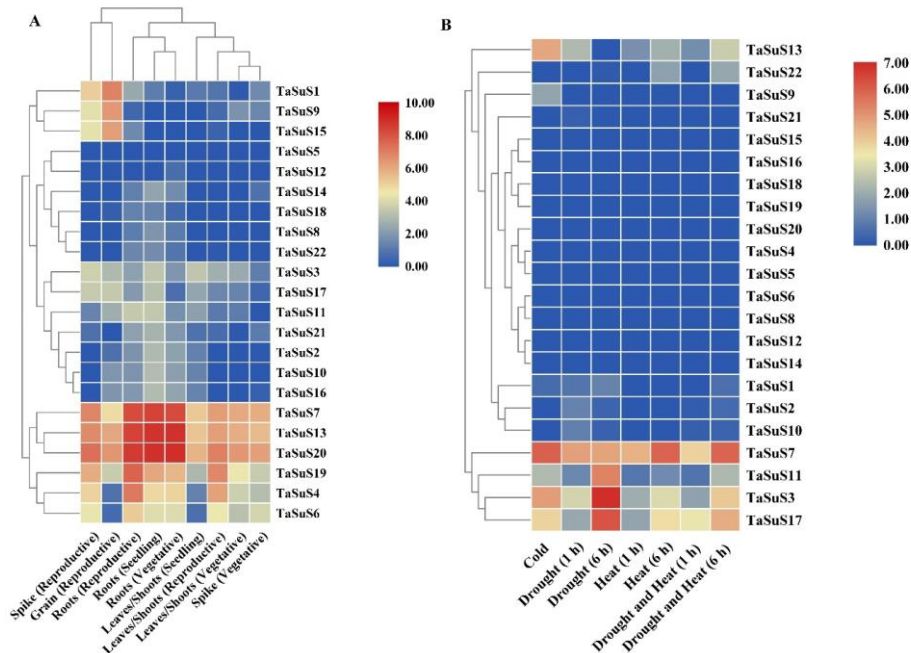 A
TaSuS1
TaSuS9
TaSuS15
TaSuS5
TaSuS12
TaSuS14
TaSuS18
TaSuS8
TaSuS22
TaSuS3
TaSuS17
TaSuS11
TaSuS21
TaSuS2
TaSuS10
TaSuS16
TaSuS7
TaSuS13
TaSuS20
TaSuS19
TaSuS4
TaSuS6
10.00
8.00
6.00
4.00
2.00
0.00
Spike (Reproductive)
Grain (Reproductive)
Roots (Reproductive)
Roots (Seedling)
Roots (Vegetative)
Leaves/Shoots (Seedling)
Leaves/Shoots (Reproductive)
Leaves/Shoots (Vegetative)
Spike (Vegetative)
B
TaSuS13
TaSuS22
TaSuS9
TaSuS21
TaSuS15
TaSuS16
TaSuS18
TaSuS19
TaSuS20
TaSuS4
TaSuS5
TaSuS6
TaSuS8
TaSuS12
TaSuS14
TaSuS1
TaSuS2
TaSuS10
TaSuS7
TaSuS11
TaSuS3
TaSuS17
7.00
6.00
5.00
4.00
3.00
2.00
1.00
0.00
Cold
Drought (1 h)
Drought (6 h)
Heat (1 h)
Heat (6 h)
Drought and Heat (1 h)
Drought and Heat (6 h)